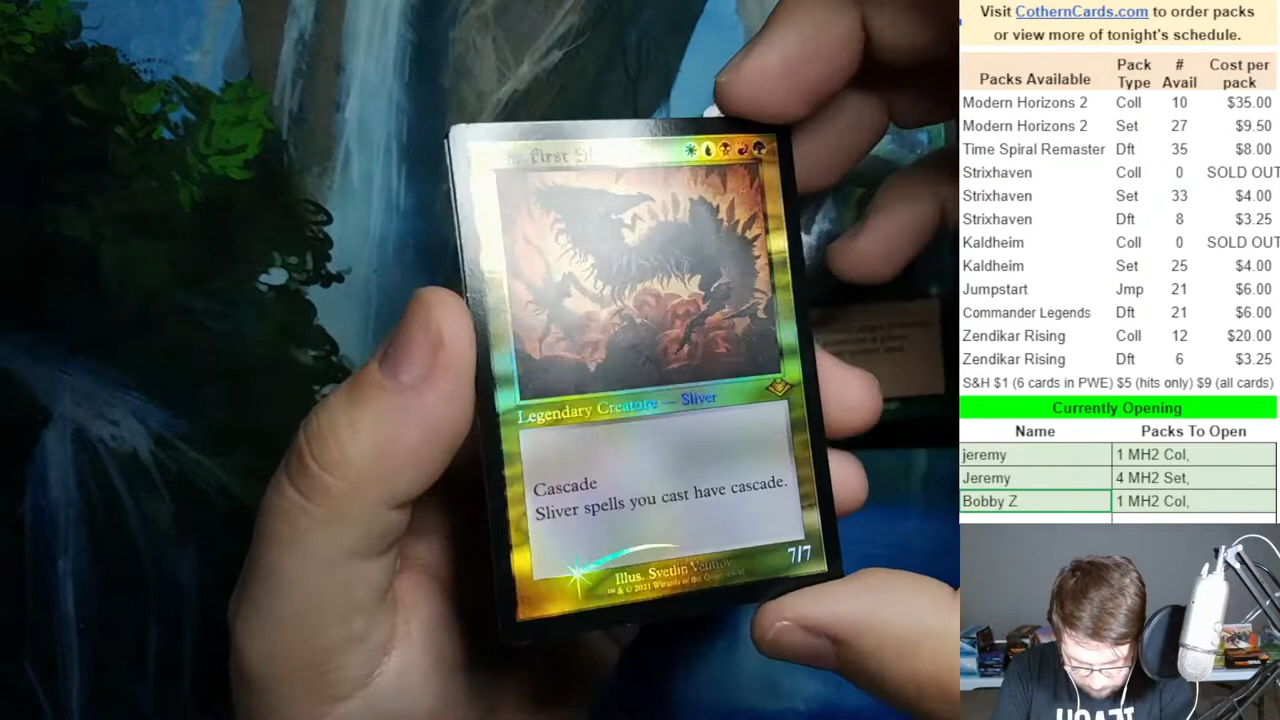 First
Legendary Creature — Sliver
Cascade
Sliver spells you cast have cascade.
7/7
Illus. Svetlin Velinov
™ & © 2021 Wizards of the Coast
Visit CothernCards.com to order packs
or view more of tonight's schedule.
Packs Available Pack Type # Avail Cost per pack
Modern Horizons 2 Coll 10 $35.00
Modern Horizons 2 Set 27 $9.50
Time Spiral Remaster Dft 35 $8.00
Strixhaven Coll 0 SOLD OUT
Strixhaven Set 33 $4.00
Strixhaven Dft 8 $3.25
Kaldheim Coll 0 SOLD OUT
Kaldheim Set 25 $4.00
Jumpstart Jmp 21 $6.00
Commander Legends Dft 21 $6.00
Zendikar Rising Coll 12 $20.00
Zendikar Rising Dft 6 $3.25
S&H $1 (6 cards in PWE) $5 (hits only) $9 (all cards)
Currently Opening
Name Packs To Open
jeremy 1 MH2 Col,
Jeremy 4 MH2 Set,
Bobby Z 1 MH2 Col,